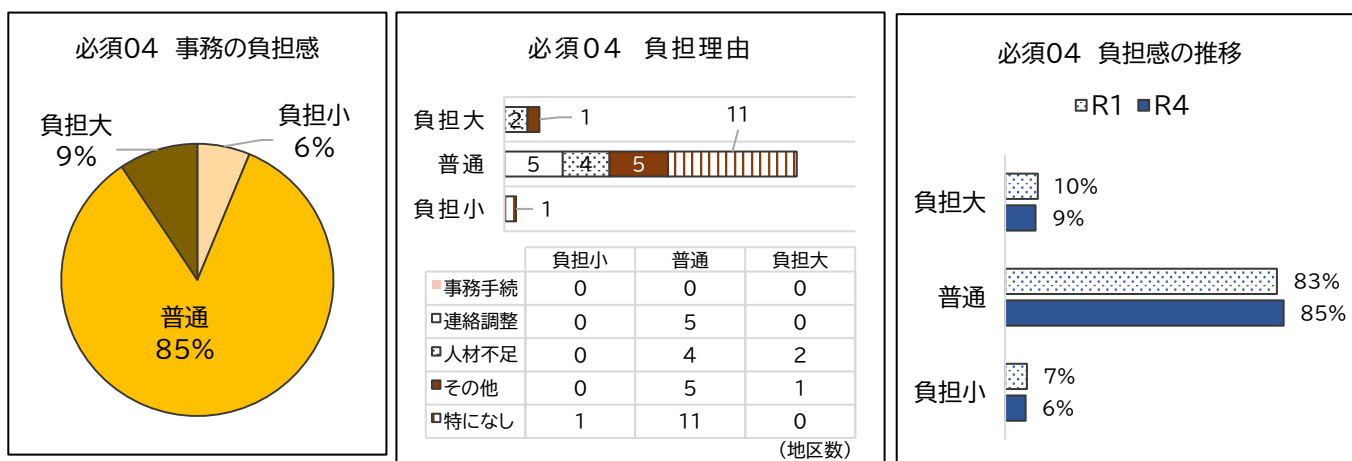 必須04 事務の負担感
負担大
9%
負担小
6%
普通
85%
必須04 負担理由
負担大
2
1
11
普通
5
4
5
負担小
1
負担小 普通 負担大
事務手続 0 0 0
連絡調整 0 5 0
人材不足 0 4 2
その他 0 5 1
特になし 1 11 0
(地区数)
必須04 負担感の推移
R1 R4
負担大
10%
9%
普通
83%
85%
負担小
7%
6%